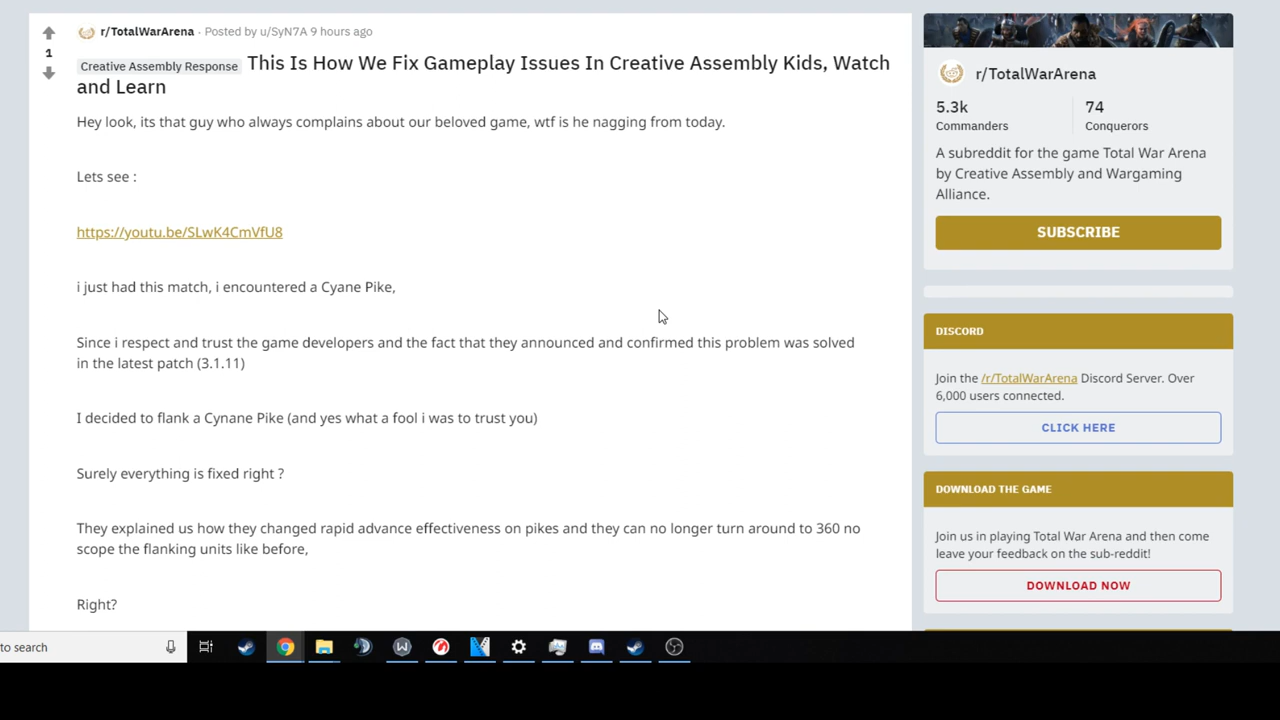 r/TotalWarArena · Posted by u/SyN7A 9 hours ago
1
Creative Assembly Response This Is How We Fix Gameplay Issues In Creative Assembly Kids, Watch
and Learn
Hey look, its that guy who always complains about our beloved game, wtf is he nagging from today.
Lets see :
https://youtu.be/SLwK4CmVfU8
i just had this match, i encountered a Cyane Pike,
Since i respect and trust the game developers and the fact that they announced and confirmed this problem was solved
in the latest patch (3.1.11)
I decided to flank a Cynane Pike (and yes what a fool i was to trust you)
Surely everything is fixed right ?
They explained us how they changed rapid advance effectiveness on pikes and they can no longer turn around to 360 no
scope the flanking units like before,
Right?
r/TotalWarArena
5.3k 74
Commanders Conquerors
A subreddit for the game Total War Arena
by Creative Assembly and Wargaming
Alliance.
SUBSCRIBE
DISCORD
Join the /r/TotalWarArena Discord Server. Over
6,000 users connected.
CLICK HERE
DOWNLOAD THE GAME
Join us in playing Total War Arena and then come
leave your feedback on the sub-reddit!
DOWNLOAD NOW
to search